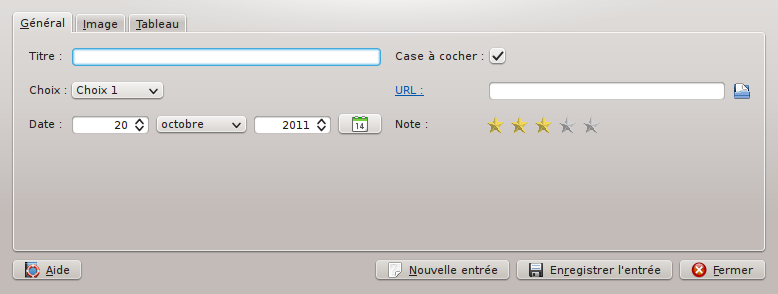 Général Image Tableau
Titre : Case à cocher :
Choix : Choix 1 URL :
Date : 20 octobre 2011 14 Note :
Aide Nouvelle entrée Enregistrer l'entrée Fermer